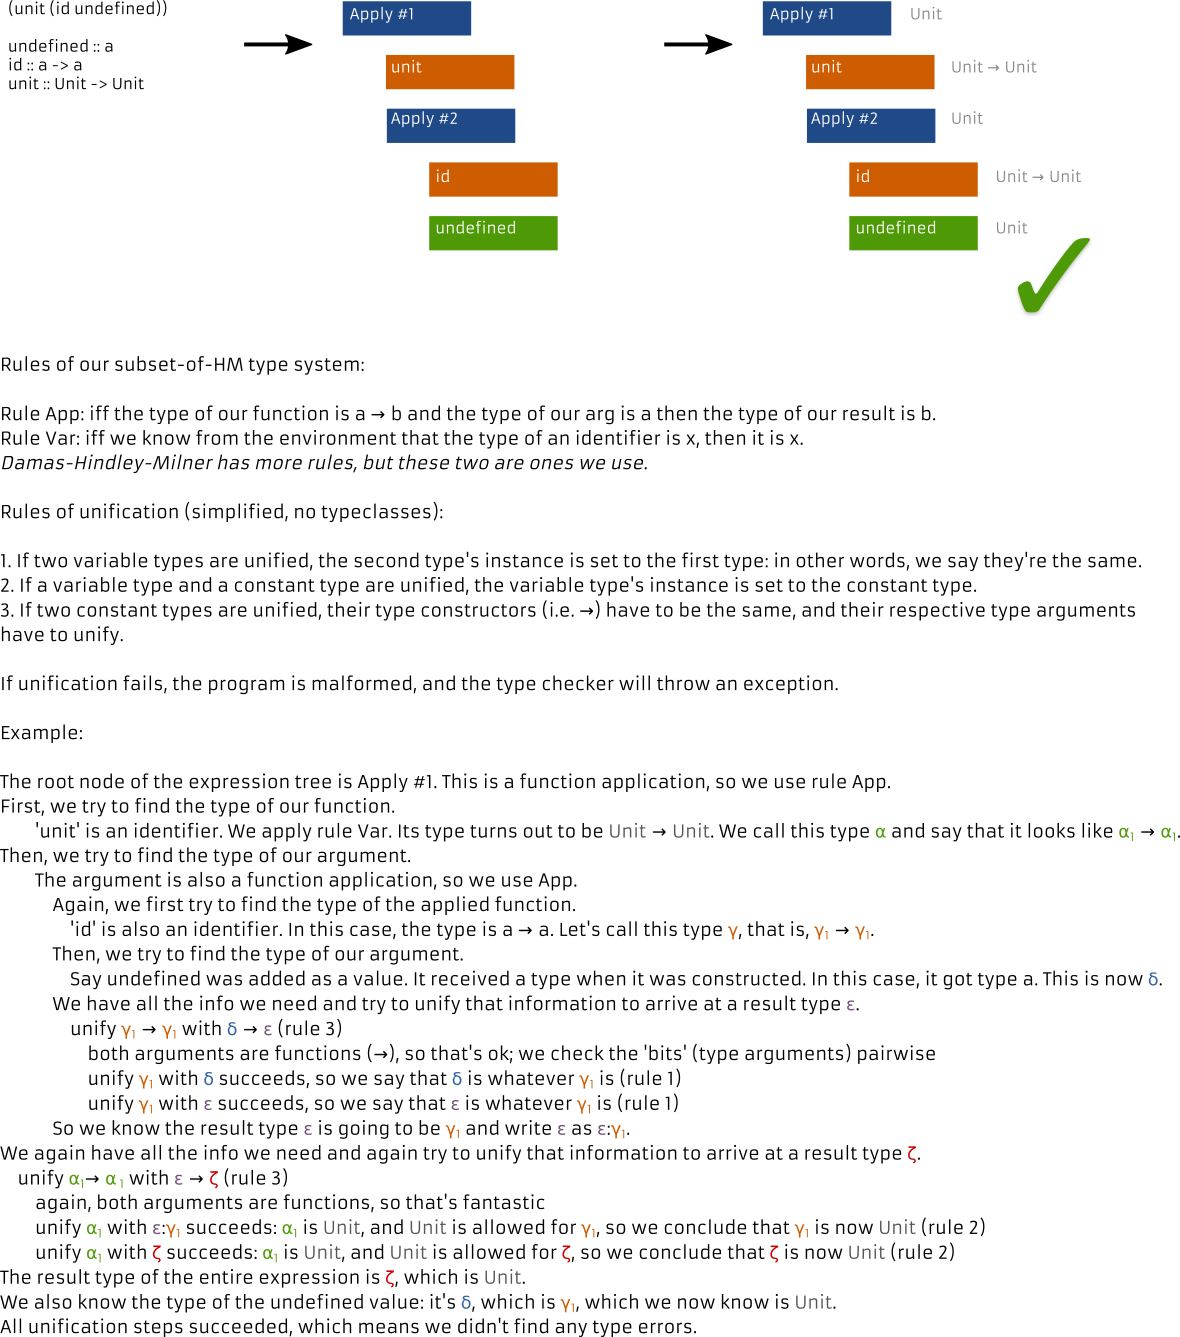 (unit (id undefined))
undefined :: a
id :: a -> a
unit :: Unit -> Unit
Apply #1
unit
Apply #2
id
undefined
Apply #1 Unit
unit Unit → Unit
Apply #2 Unit
id Unit → Unit
undefined Unit
Rules of our subset-of-HM type system:
Rule App: iff the type of our function is a → b and the type of our arg is a then the type of our result is b.
Rule Var: iff we know from the environment that the type of an identifier is x, then it is x.
Damas-Hindley-Milner has more rules, but these two are ones we use.
Rules of unification (simplified, no typeclasses):
1. If two variable types are unified, the second type's instance is set to the first type: in other words, we say they're the same.
2. If a variable type and a constant type are unified, the variable type's instance is set to the constant type.
3. If two constant types are unified, their type constructors (i.e. →) have to be the same, and their respective type arguments
have to unify.
If unification fails, the program is malformed, and the type checker will throw an exception.
Example:
The root node of the expression tree is Apply #1. This is a function application, so we use rule App.
First, we try to find the type of our function.
'unit' is an identifier. We apply rule Var. Its type turns out to be Unit → Unit. We call this type α and say that it looks like α₁ → α₁.
Then, we try to find the type of our argument.
The argument is also a function application, so we use App.
Again, we first try to find the type of the applied function.
'id' is also an identifier. In this case, the type is a → a. Let's call this type γ, that is, γ₁ → γ₁.
Then, we try to find the type of our argument.
Say undefined was added as a value. It received a type when it was constructed. In this case, it got type a. This is now δ.
We have all the info we need and try to unify that information to arrive at a result type ε.
unify γ₁ → γ₁ with δ → ε (rule 3)
both arguments are functions (→), so that's ok; we check the 'bits' (type arguments) pairwise
unify γ₁ with δ succeeds, so we say that δ is whatever γ₁ is (rule 1)
unify γ₁ with ε succeeds, so we say that ε is whatever γ₁ is (rule 1)
So we know the result type ε is going to be γ₁ and write ε as ε:γ₁.
We again have all the info we need and again try to unify that information to arrive at a result type ζ.
unify α₁→ α₁ with ε → ζ (rule 3)
again, both arguments are functions, so that's fantastic
unify α₁ with ε:γ₁ succeeds: α₁ is Unit, and Unit is allowed for γ₁, so we conclude that γ₁ is now Unit (rule 2)
unify α₁ with ζ succeeds: α₁ is Unit, and Unit is allowed for ζ, so we conclude that ζ is now Unit (rule 2)
The result type of the entire expression is ζ, which is Unit.
We also know the type of the undefined value: it's δ, which is γ₁, which we now know is Unit.
All unification steps succeeded, which means we didn't find any type errors.